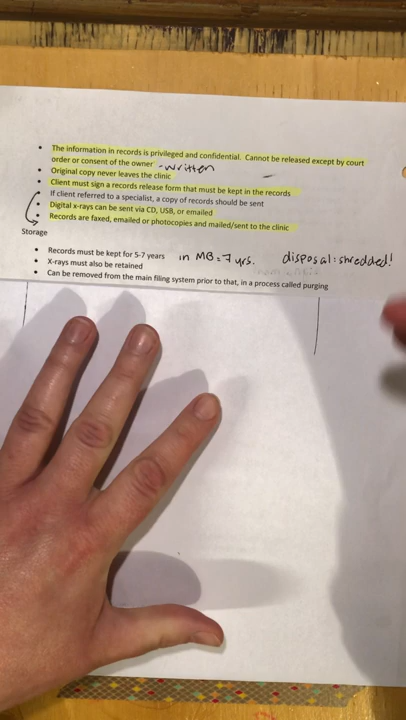 • The information in records is privileged and confidential. Cannot be released except by court
order or consent of the owner -written
• Original copy never leaves the clinic
• Client must sign a records release form that must be kept in the records
• If client referred to a specialist, a copy of records should be sent
• Digital x-rays can be sent via CD, USB, or emailed
• Records are faxed, emailed or photocopies and mailed/sent to the clinic
Storage
• Records must be kept for 5-7 years in MB = 7 yrs. disposal: shredded!
• X-rays must also be retained
• Can be removed from the main filing system prior to that, in a process called purging